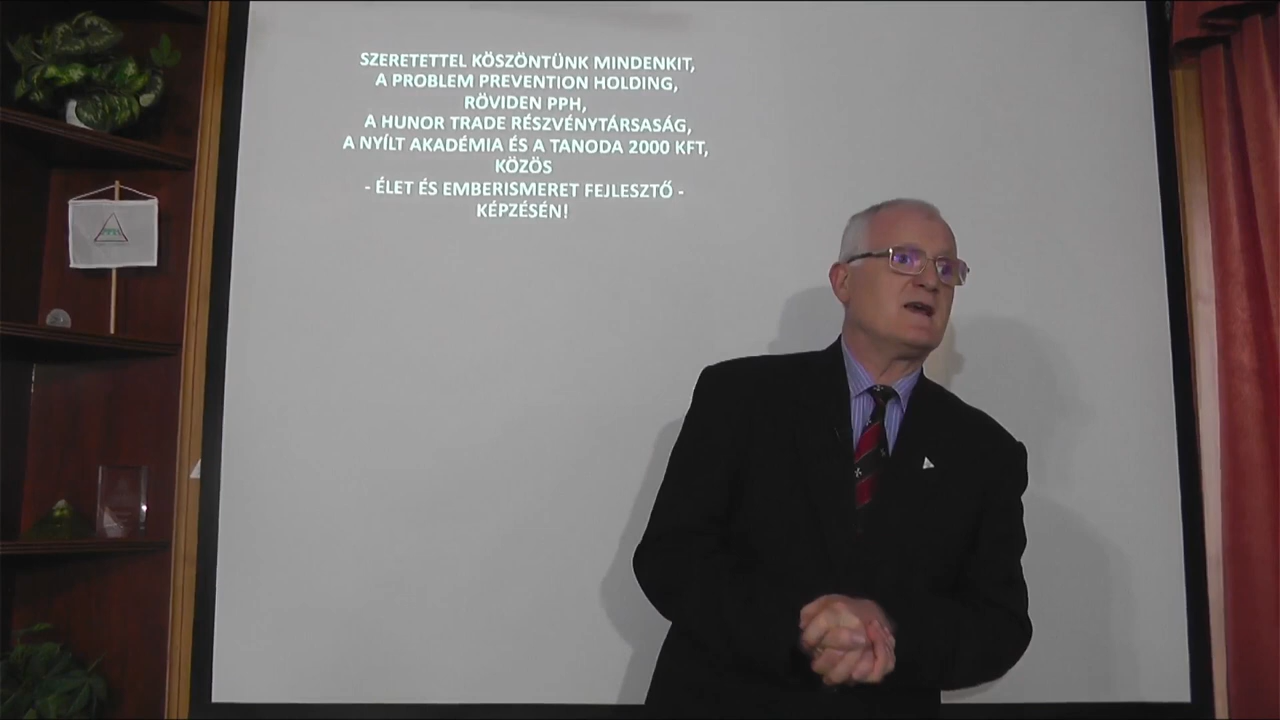 SZERETETTEL KÖSZÖNTÜNK MINDENKIT,
A PROBLEM PREVENTION HOLDING,
RÖVIDEN PPH,
A HUNOR TRADE RÉSZVÉNYTÁRSASÁG,
A NYÍLT AKADÉMIA ÉS A TANODA 2000 KFT,
KÖZÖS
- ÉLET ÉS EMBERISMERET FEJLESZTŐ -
KÉPZÉSÉN!